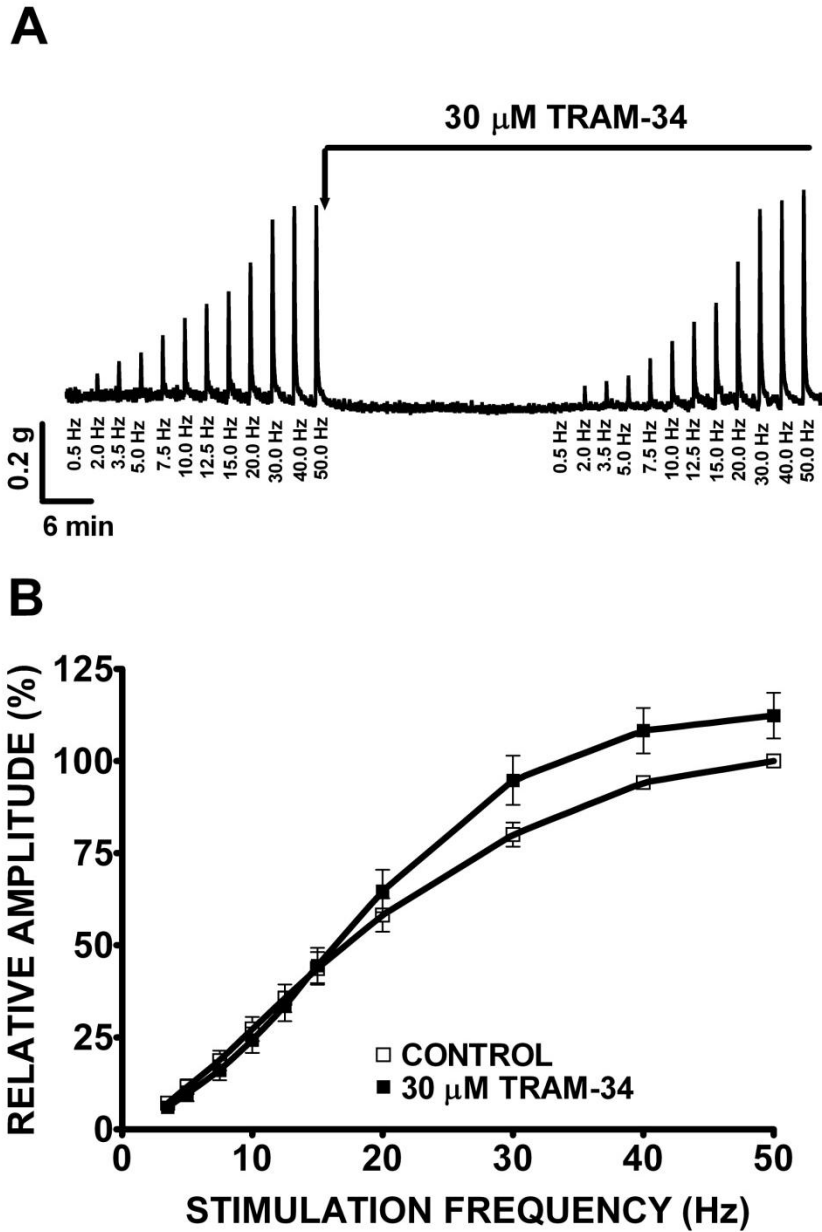 A
30 μM TRAM-34
0.5 Hz
2.0 Hz
3.5 Hz
5.0 Hz
7.5 Hz
10.0 Hz
12.5 Hz
15.0 Hz
20.0 Hz
30.0 Hz
40.0 Hz
50.0 Hz
0.5 Hz
2.0 Hz
3.5 Hz
5.0 Hz
7.5 Hz
10.0 Hz
12.5 Hz
15.0 Hz
20.0 Hz
30.0 Hz
40.0 Hz
50.0 Hz
0.2 g
6 min
B
RELATIVE AMPLITUDE (%)
125
100
75
50
25
0
CONTROL
30 μM TRAM-34
0 10 20 30 40 50
STIMULATION FREQUENCY (Hz)